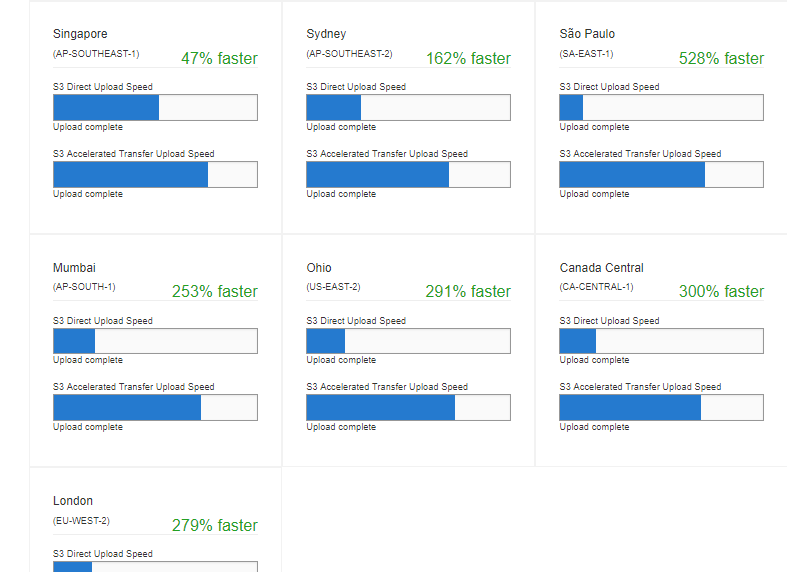 Singapore
(AP-SOUTHEAST-1)
47% faster
S3 Direct Upload Speed
Upload complete
S3 Accelerated Transfer Upload Speed
Upload complete
Sydney
(AP-SOUTHEAST-2)
162% faster
S3 Direct Upload Speed
Upload complete
S3 Accelerated Transfer Upload Speed
Upload complete
São Paulo
(SA-EAST-1)
528% faster
S3 Direct Upload Speed
Upload complete
S3 Accelerated Transfer Upload Speed
Upload complete
Mumbai
(AP-SOUTH-1)
253% faster
S3 Direct Upload Speed
Upload complete
S3 Accelerated Transfer Upload Speed
Upload complete
Ohio
(US-EAST-2)
291% faster
S3 Direct Upload Speed
Upload complete
S3 Accelerated Transfer Upload Speed
Upload complete
Canada Central
(CA-CENTRAL-1)
300% faster
S3 Direct Upload Speed
Upload complete
S3 Accelerated Transfer Upload Speed
Upload complete
London
(EU-WEST-2)
279% faster
S3 Direct Upload Speed